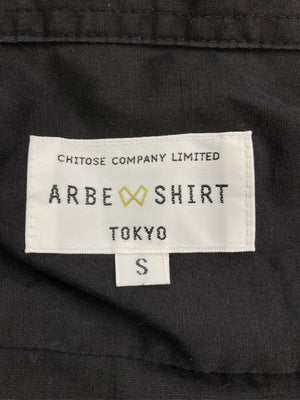 CHITOSE COMPANY LIMITED
ARBE SHIRT
TOKYO
S